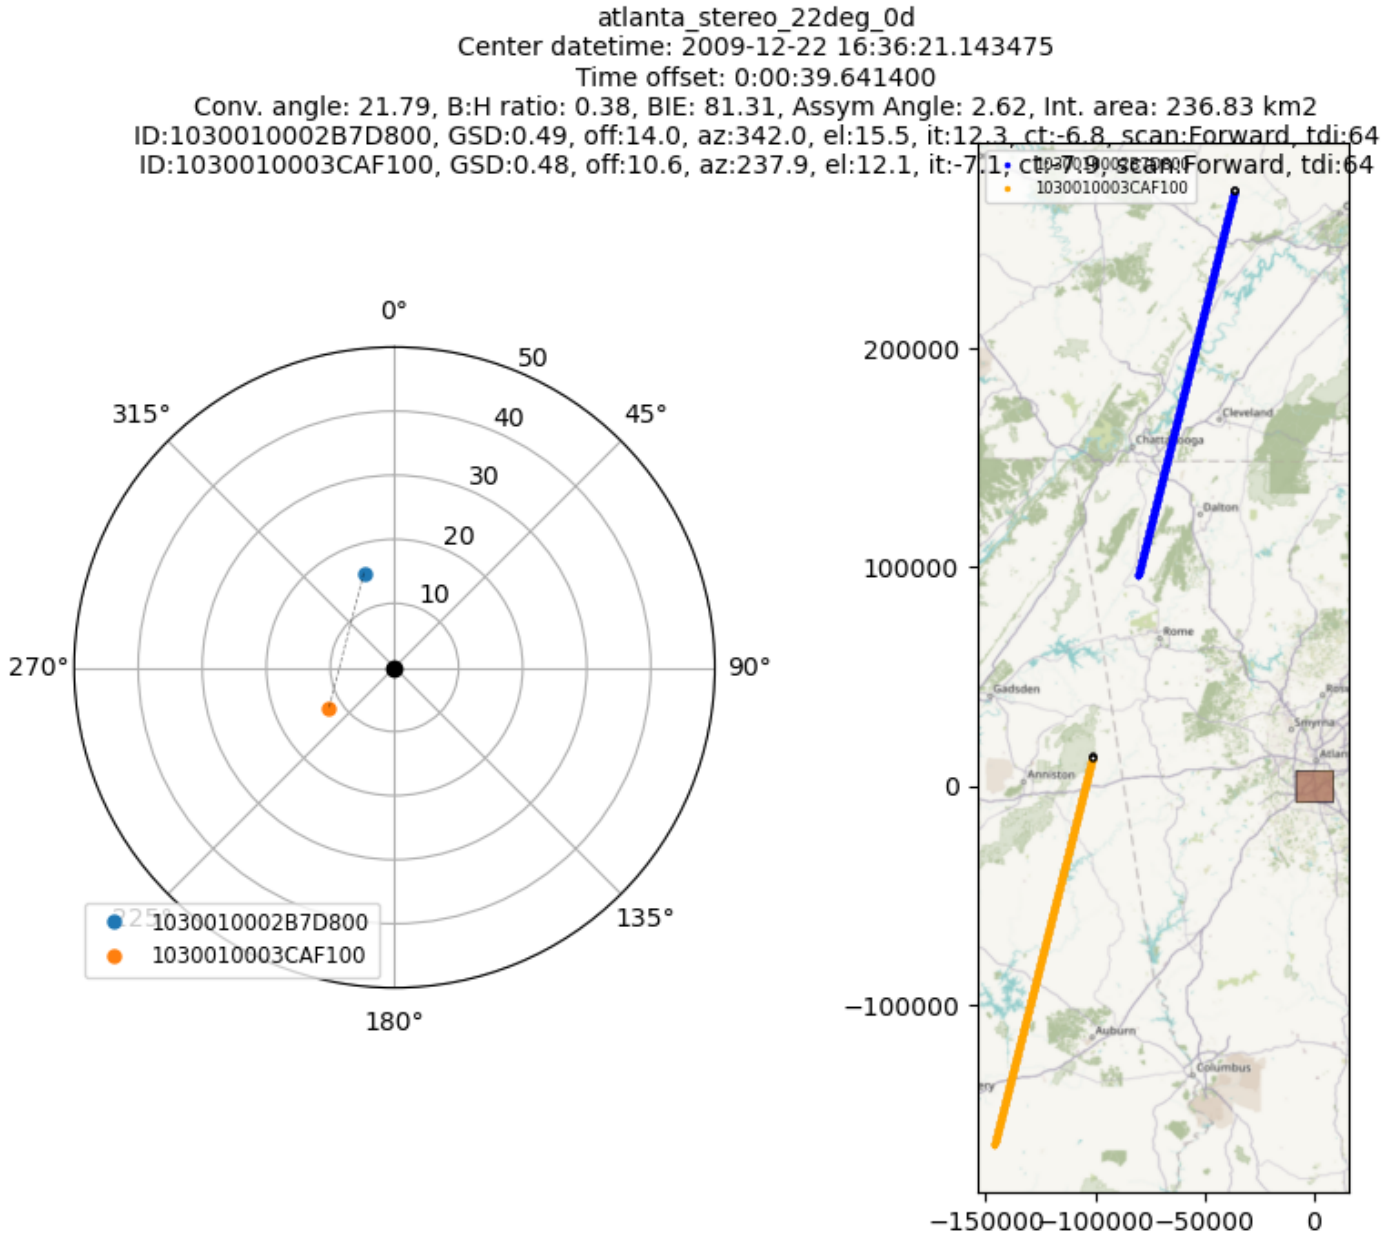 atlanta_stereo_22deg_0d
Center datetime: 2009-12-22 16:36:21.143475
Time offset: 0:00:39.641400
Conv. angle: 21.79, B:H ratio: 0.38, BIE: 81.31, Assym Angle: 2.62, Int. area: 236.83 km2
ID:1030010002B7D800, GSD:0.49, off:14.0, az:342.0, el:15.5, it:12.3, ct:-6.8, scan:Forward, tdi:64
ID:1030010003CAF100, GSD:0.48, off:10.6, az:237.9, el:12.1, it:-7.1, ct:-7.9, scan:Forward, tdi:64
0°
45°
90°
135°
180°
225°
270°
315°
10
20
30
40
50
1030010002B7D800
1030010003CAF100
1030010002B7D800
1030010003CAF100
200000
100000
0
−100000
−150000
−100000
−50000
0
Cleveland
Chattanooga
Dalton
Rome
Gadsden
Smyrna
Anniston
Auburn
Columbus